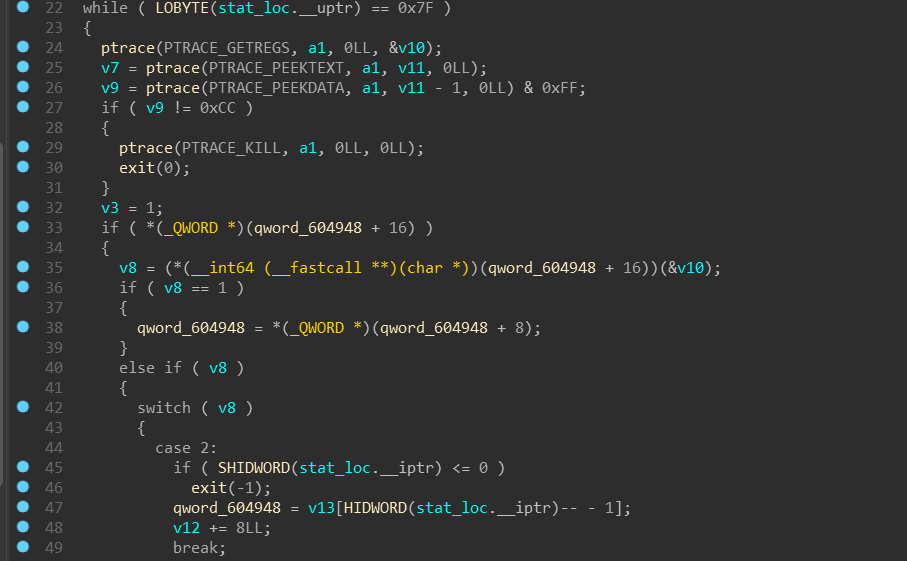 22 while ( LOBYTE(stat_loc.__uptr) == 0x7F )
23 {
24 ptrace(PTRACE_GETREGS, a1, 0LL, &v10);
25 v7 = ptrace(PTRACE_PEEKTEXT, a1, v11, 0LL);
26 v9 = ptrace(PTRACE_PEEKDATA, a1, v11 - 1, 0LL) & 0xFF;
27 if ( v9 != 0xCC )
28 {
29 ptrace(PTRACE_KILL, a1, 0LL, 0LL);
30 exit(0);
31 }
32 v3 = 1;
33 if ( *(_QWORD *)(qword_604948 + 16) )
34 {
35 v8 = (*(__int64 (__fastcall **)(char *))(qword_604948 + 16))(&v10);
36 if ( v8 == 1 )
37 {
38 qword_604948 = *(_QWORD *)(qword_604948 + 8);
39 }
40 else if ( v8 )
41 {
42 switch ( v8 )
43 {
44 case 2:
45 if ( SHIDWORD(stat_loc.__iptr) <= 0 )
46 exit(-1);
47 qword_604948 = v13[HIDWORD(stat_loc.__iptr)-- - 1];
48 v12 += 8LL;
49 break;